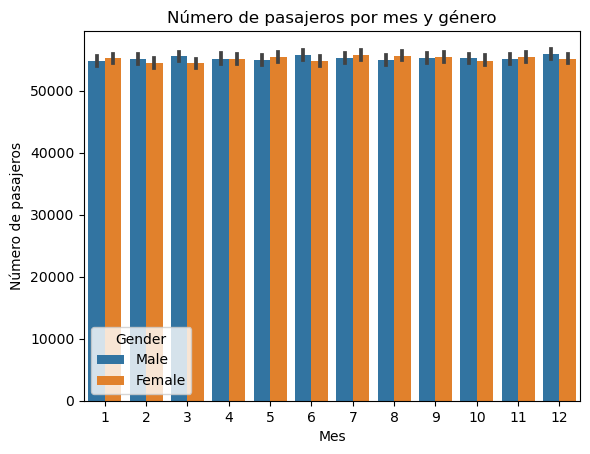 Número de pasajeros por mes y género
Número de pasajeros
50000
40000
30000
20000
10000
0
Gender
Male
Female
1 2 3 4 5 6 7 8 9 10 11 12
Mes